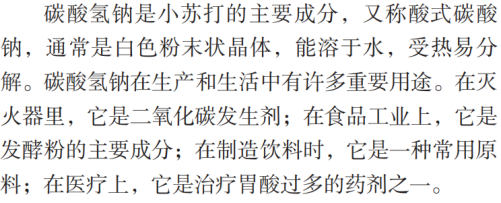 碳酸氢钠是小苏打的主要成分，又称酸式碳酸
钠，通常是白色粉末状晶体，能溶于水，受热易分
解。碳酸氢钠在生产和生活中有许多重要用途。在灭
火器里，它是二氧化碳发生剂；在食品工业上，它是
发酵粉的主要成分；在制造饮料时，它是一种常用原
料；在医疗上，它是治疗胃酸过多的药剂之一。